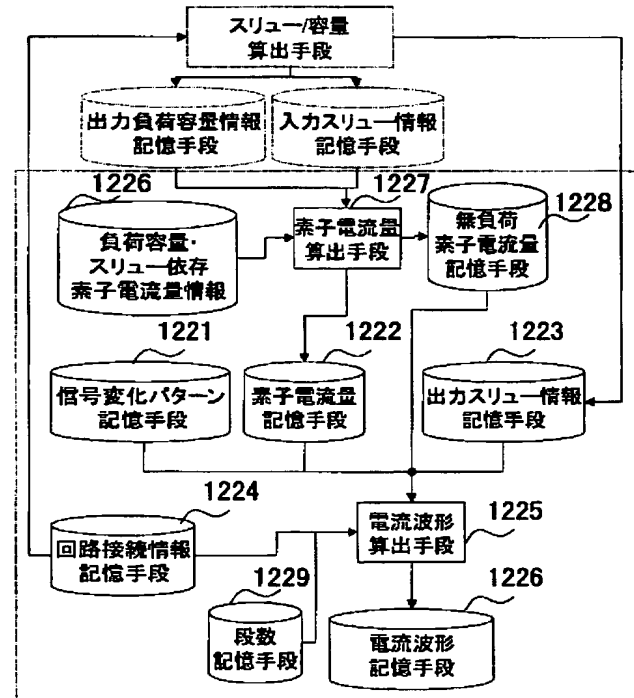 スリュー/容量
算出手段
出力負荷容量情報
記憶手段
入力スリュー情報
記憶手段
1226
負荷容量・
スリュー依存
素子電流量情報
1227
素子電流量
算出手段
1228
無負荷
素子電流量
記憶手段
1221
信号変化パターン
記憶手段
1222
素子電流量
記憶手段
1223
出力スリュー情報
記憶手段
1224
回路接続情報
記憶手段
1225
電流波形
算出手段
1229
段数
記憶手段
1226
電流波形
記憶手段